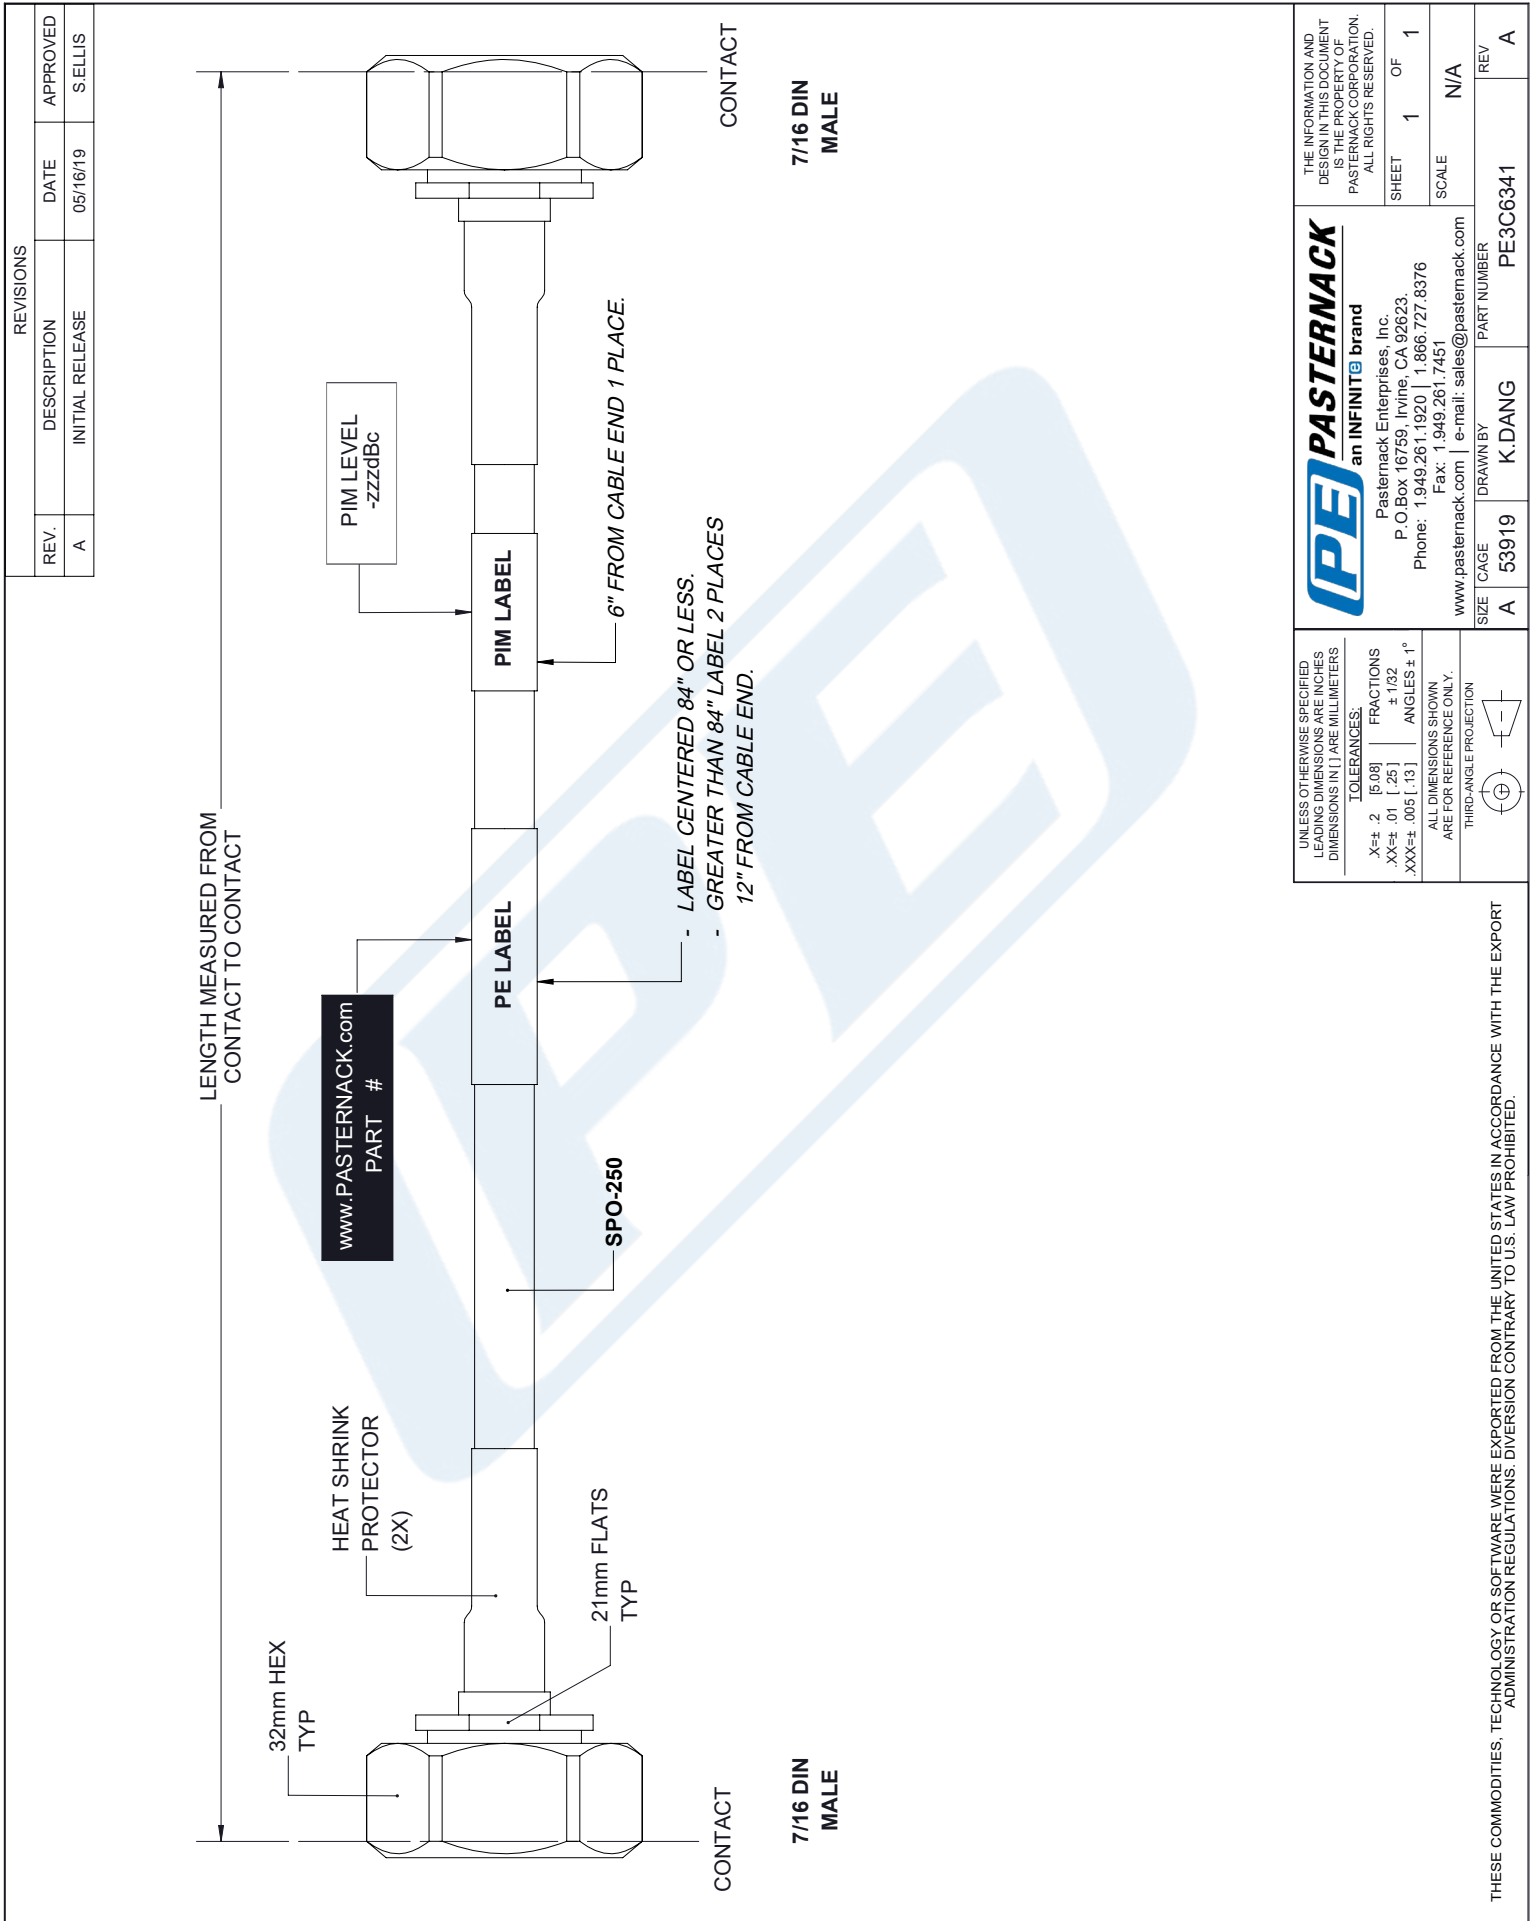 REVISIONS
REV. DESCRIPTION DATE APPROVED
A INITIAL RELEASE 05/16/19 S.ELLIS
LENGTH MEASURED FROM
CONTACT TO CONTACT
32mm HEX
TYP
HEAT SHRINK
PROTECTOR
(2X)
www.PASTERNACK.com
PART #
PIM LEVEL
-zzzdBc
PE LABEL
PIM LABEL
21mm FLATS
TYP
SPO-250
6" FROM CABLE END 1 PLACE.
- LABEL CENTERED 84" OR LESS.
- GREATER THAN 84" LABEL 2 PLACES
12" FROM CABLE END.
CONTACT
CONTACT
7/16 DIN
MALE
7/16 DIN
MALE
PE
UNLESS OTHERWISE SPECIFIED
LEADING DIMENSIONS ARE INCHES
DIMENSIONS IN [ ] ARE MILLIMETERS
TOLERANCES:
.X=± .2 [5.08] FRACTIONS
.XX=± .01 [ .25] ± 1/32
.XXX=± .005 [ .13] ANGLES ± 1°
ALL DIMENSIONS SHOWN
ARE FOR REFERENCE ONLY.
THIRD-ANGLE PROJECTION
PE PASTERNACK
an INFINITe brand
Pasternack Enterprises, Inc.
P.O.Box 16759, Irvine, CA 92623.
Phone: 1.949.261.1920 | 1.866.727.8376
Fax: 1.949.261.7451
www.pasternack.com | e-mail: sales@pasternack.com
THE INFORMATION AND
DESIGN IN THIS DOCUMENT
IS THE PROPERTY OF
PASTERNACK CORPORATION.
ALL RIGHTS RESERVED.
SHEET 1 OF 1
SCALE N/A
SIZE A
CAGE 53919
DRAWN BY K.DANG
PART NUMBER PE3C6341
REV A
THESE COMMODITIES, TECHNOLOGY OR SOFTWARE WERE EXPORTED FROM THE UNITED STATES IN ACCORDANCE WITH THE EXPORT
ADMINISTRATION REGULATIONS. DIVERSION CONTRARY TO U.S. LAW PROHIBITED.